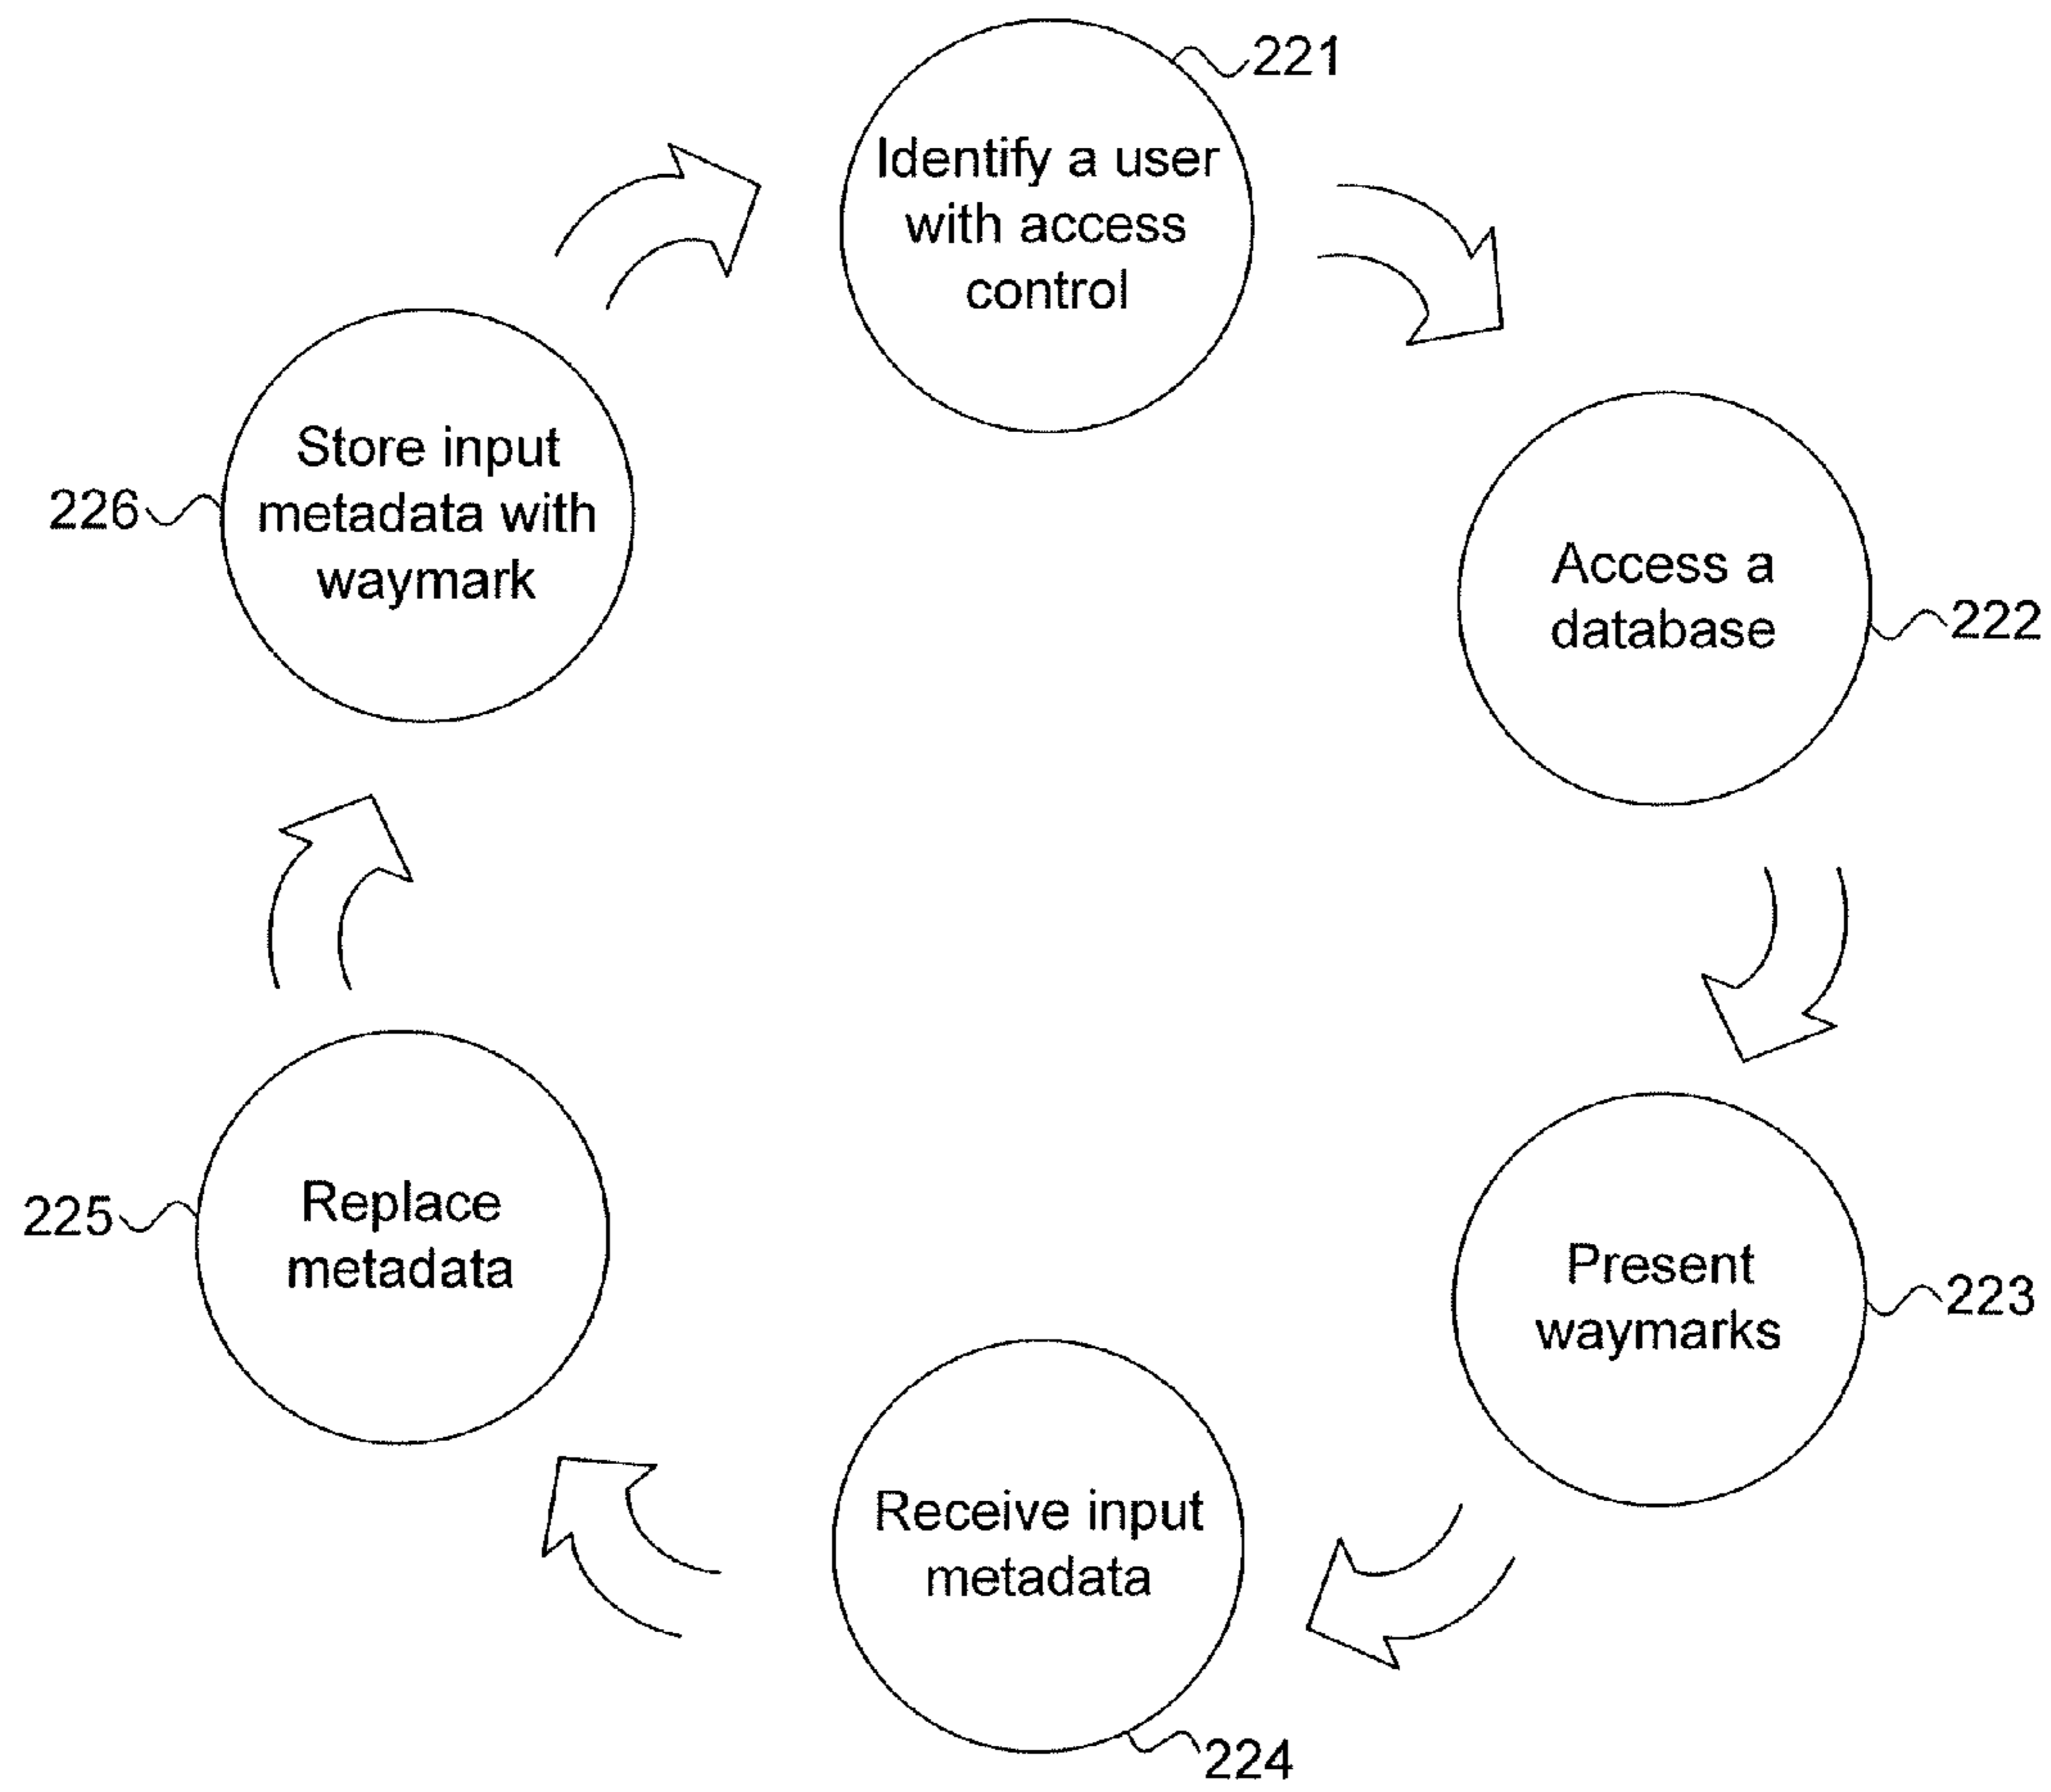 221
Identify a user
with access
control
Access a
database
222
Present
waymarks
223
Receive input
metadata
224
Replace
metadata
225
Store input
metadata with
waymark
226